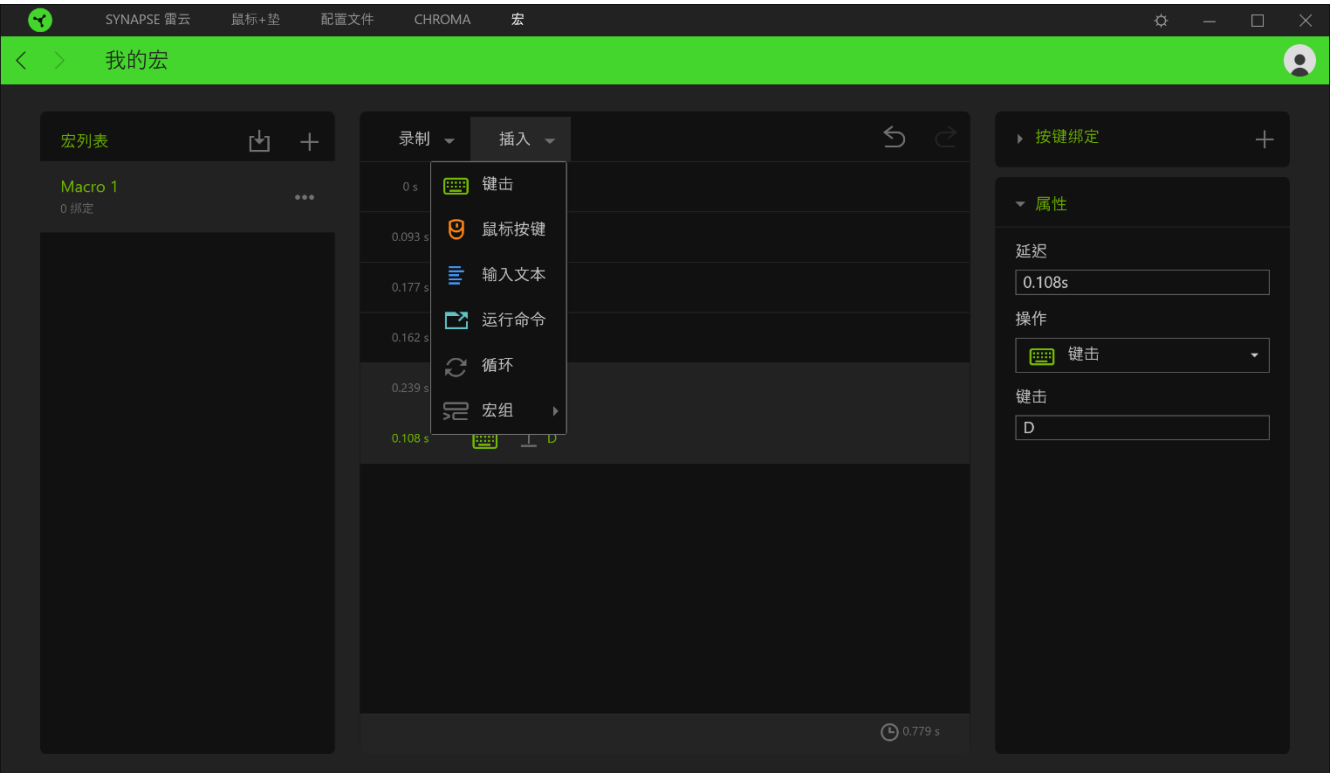 SYNAPSE 雷云 鼠标+垫 配置文件 CHROMA 宏
我的宏
宏列表
Macro 1
0 绑定
录制 插入
0 s
0.093 s
0.177 s
0.162 s
0.239 s
0.108 s D
键击
鼠标按键
输入文本
运行命令
循环
宏组
0.779 s
按键绑定
属性
延迟
0.108s
操作
键击
键击
D